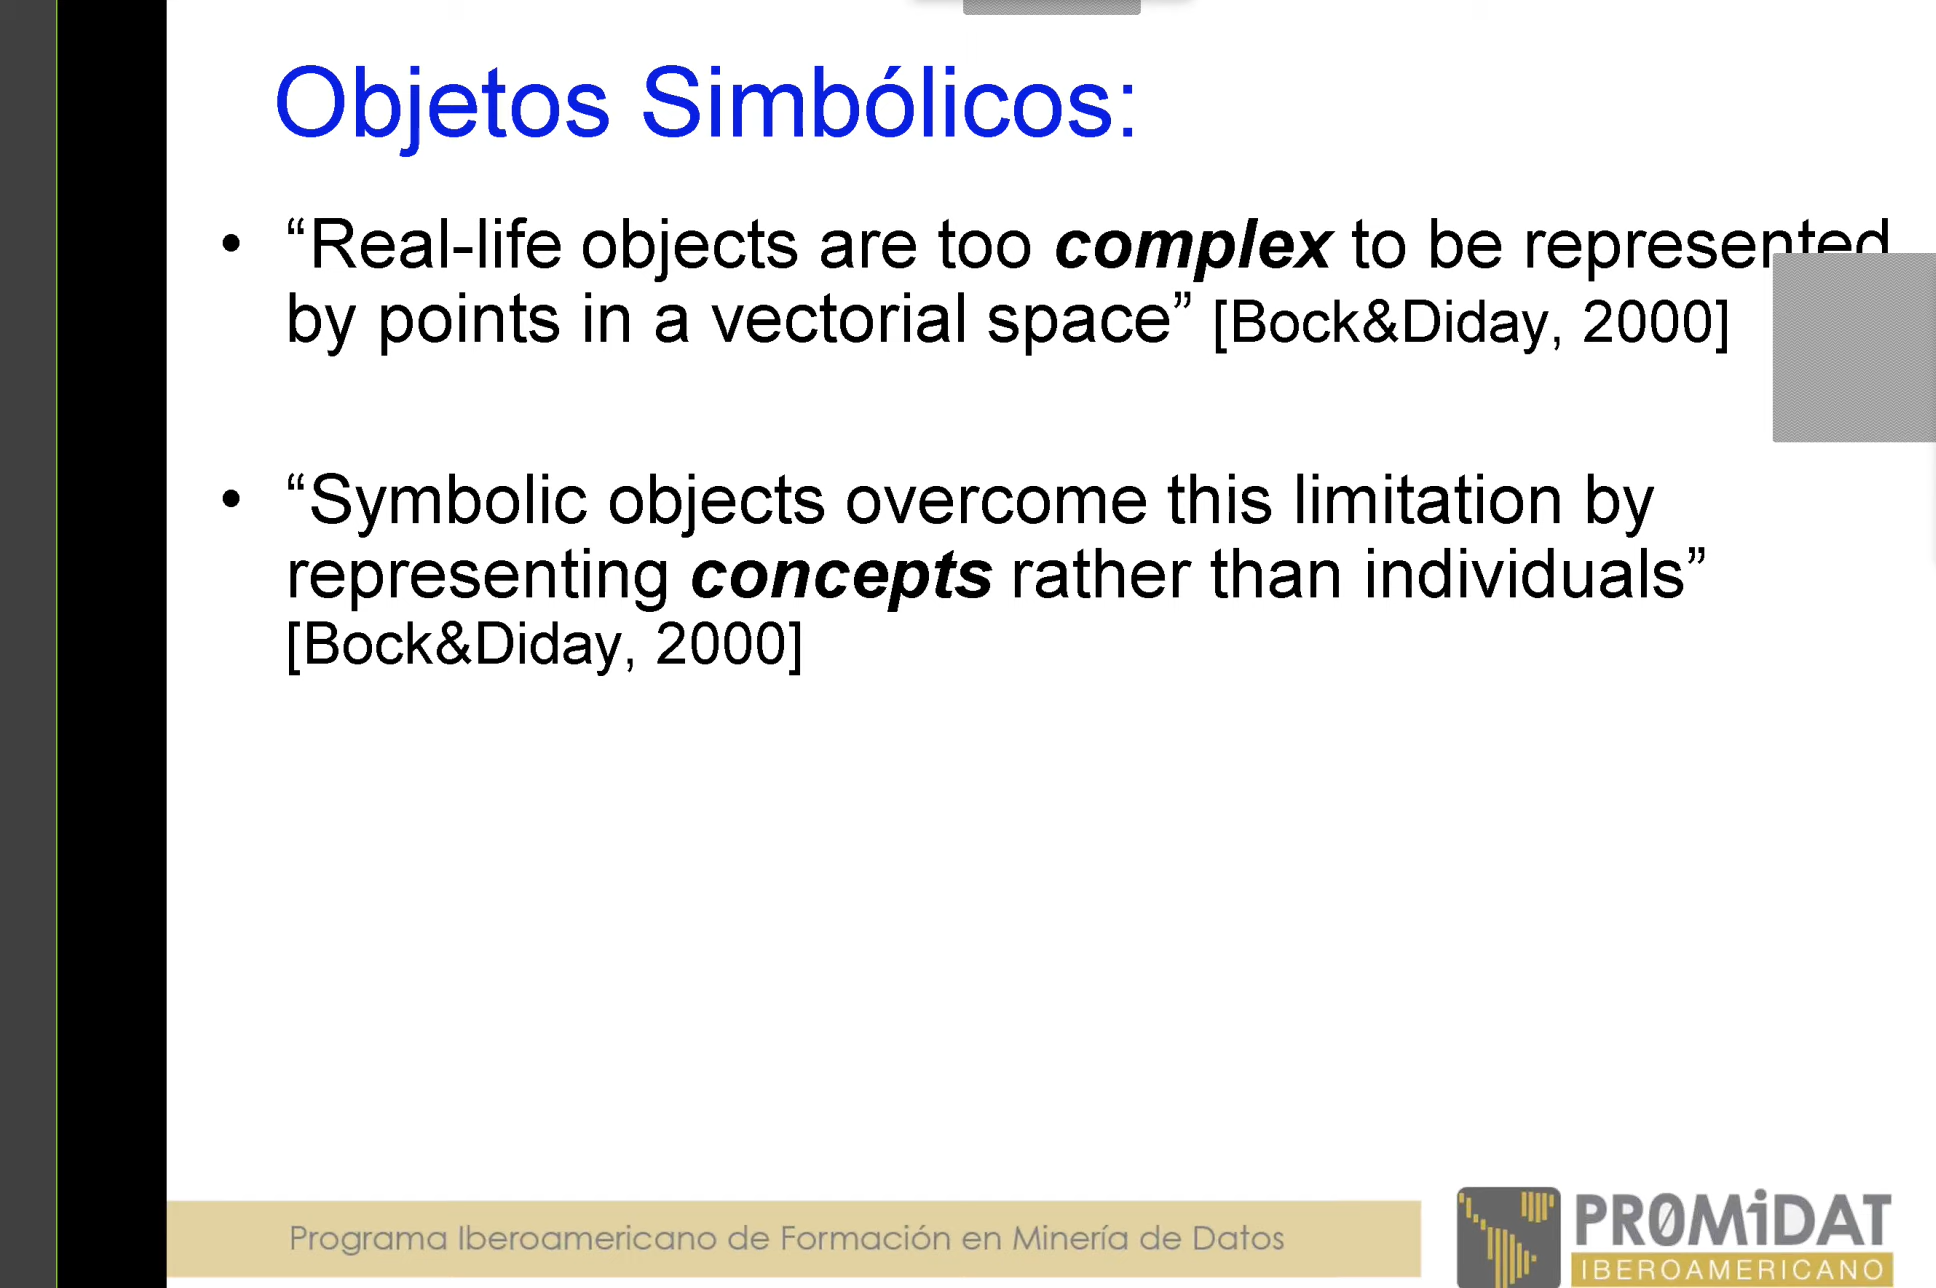 Objetos Simbólicos:
• “Real-life objects are too complex to be represented
by points in a vectorial space” [Bock&Diday, 2000]
• “Symbolic objects overcome this limitation by
representing concepts rather than individuals”
[Bock&Diday, 2000]
Programa Iberoamericano de Formación en Minería de Datos
PR0MiDAT
IBEROAMERICANO